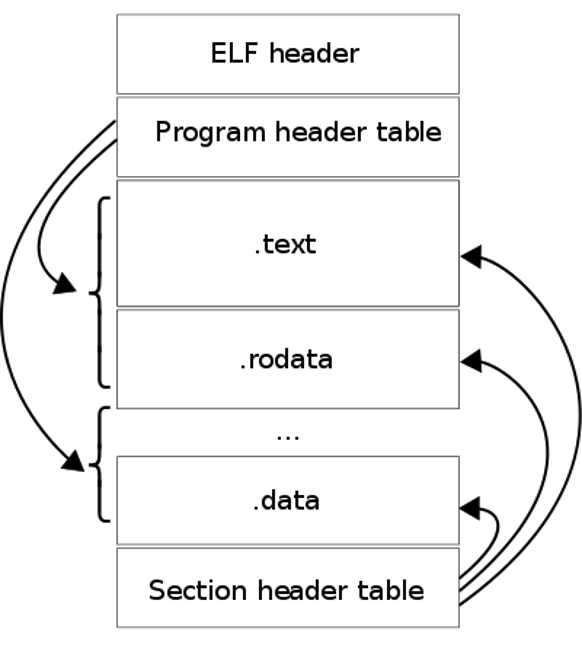 ELF header
Program header table
.text
.rodata
...
.data
Section header table